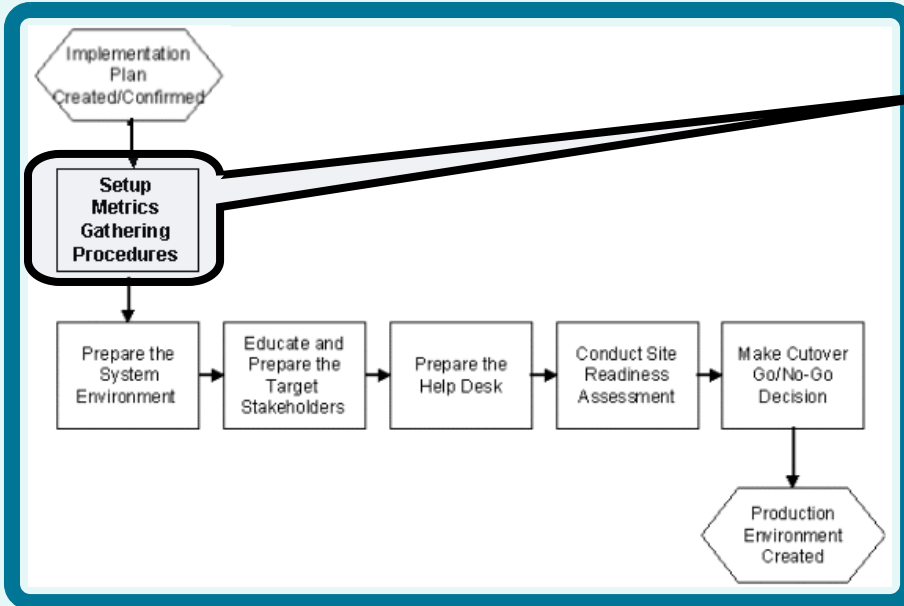 Implementation
Plan
Created/Confirmed
Setup
Metrics
Gathering
Procedures
Prepare the
System
Environment
Educate and
Prepare the
Target
Stakeholders
Prepare the
Help Desk
Conduct Site
Readiness
Assessment
Make Cutover
Go/No-Go
Decision
Production
Environment
Created